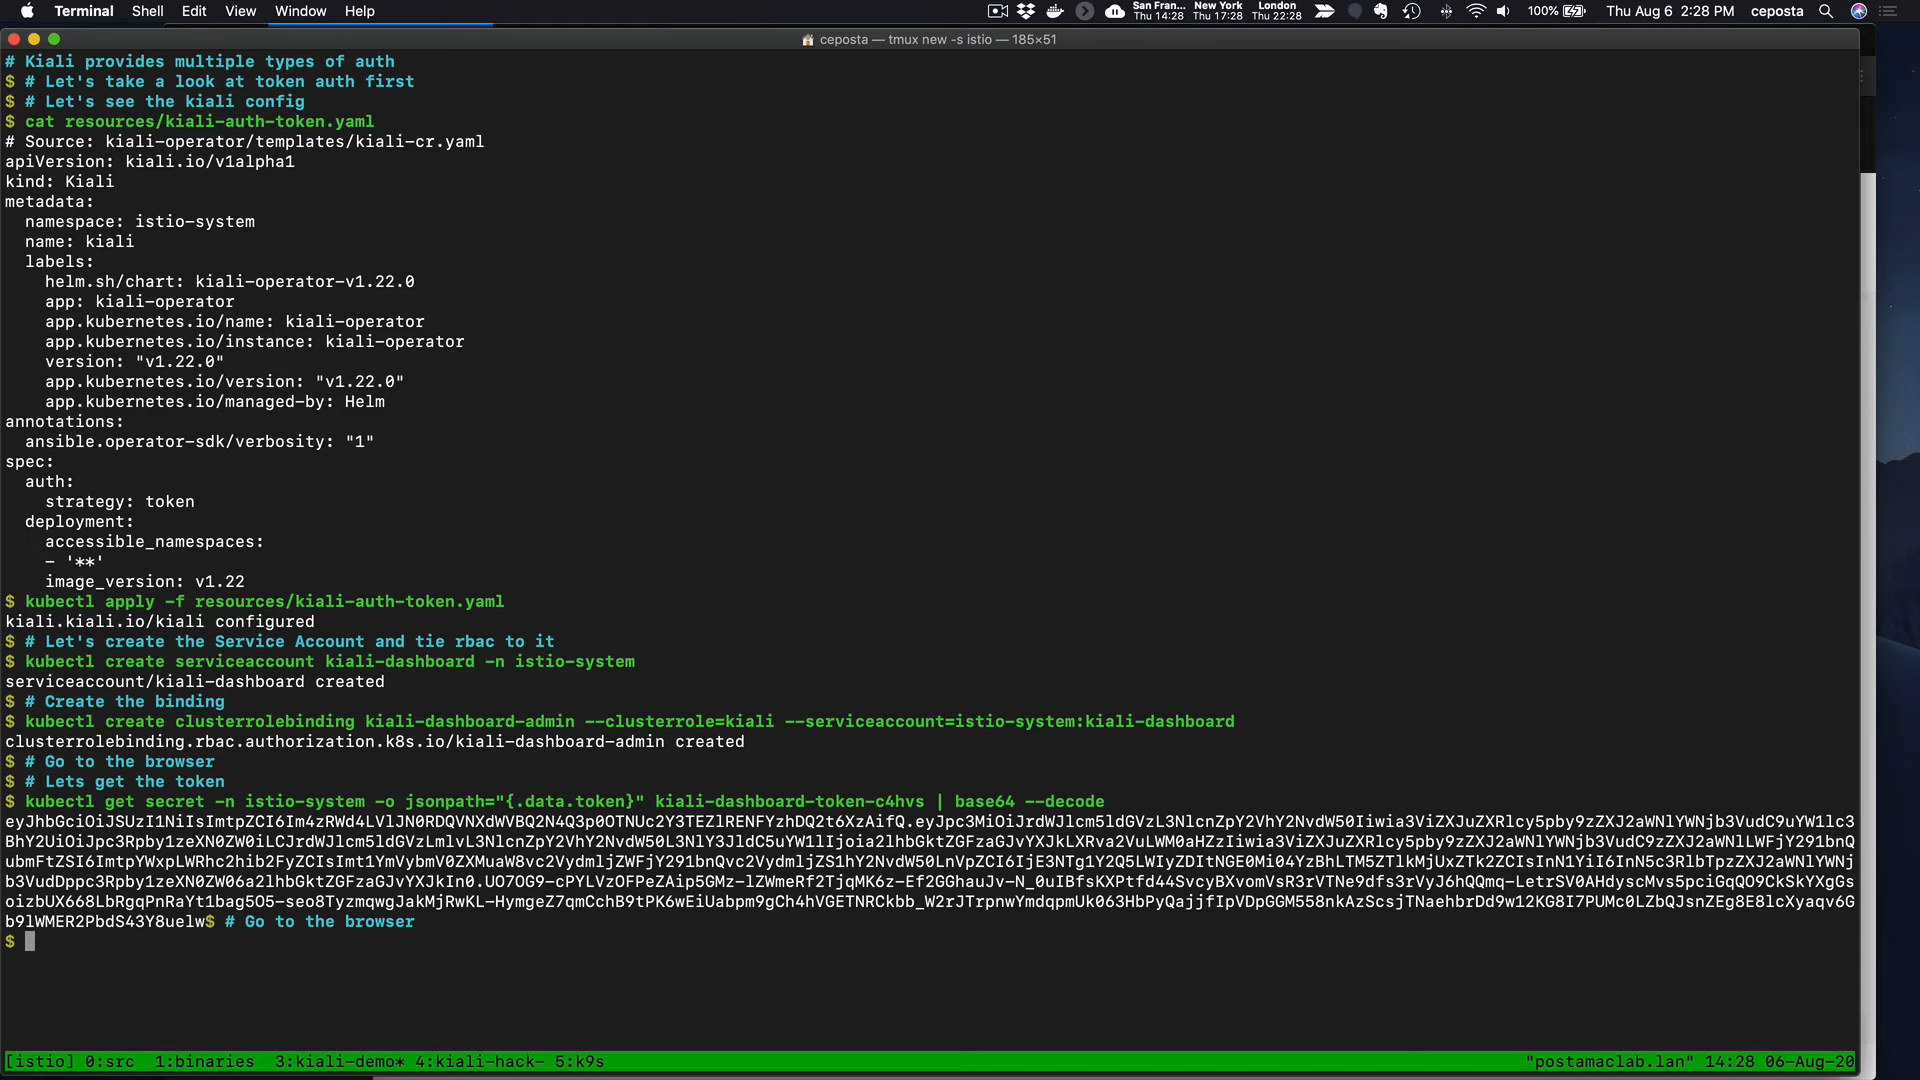 Terminal Shell Edit View Window Help
San Fran... Thu 14:28 New York Thu 17:28 London Thu 22:28 100% Thu Aug 6 2:28 PM ceposta
ceposta — tmux new -s istio — 185×51
# Kiali provides multiple types of auth
$ # Let's take a look at token auth first
$ # Let's see the kiali config
$ cat resources/kiali-auth-token.yaml
# Source: kiali-operator/templates/kiali-cr.yaml
apiVersion: kiali.io/v1alpha1
kind: Kiali
metadata:
  namespace: istio-system
  name: kiali
  labels:
    helm.sh/chart: kiali-operator-v1.22.0
    app: kiali-operator
    app.kubernetes.io/name: kiali-operator
    app.kubernetes.io/instance: kiali-operator
    version: "v1.22.0"
    app.kubernetes.io/version: "v1.22.0"
    app.kubernetes.io/managed-by: Helm
annotations:
  ansible.operator-sdk/verbosity: "1"
spec:
  auth:
    strategy: token
  deployment:
    accessible_namespaces:
    - '**'
    image_version: v1.22
$ kubectl apply -f resources/kiali-auth-token.yaml
kiali.kiali.io/kiali configured
$ # Let's create the Service Account and tie rbac to it
$ kubectl create serviceaccount kiali-dashboard -n istio-system
serviceaccount/kiali-dashboard created
$ # Create the binding
$ kubectl create clusterrolebinding kiali-dashboard-admin --clusterrole=kiali --serviceaccount=istio-system:kiali-dashboard
clusterrolebinding.rbac.authorization.k8s.io/kiali-dashboard-admin created
$ # Go to the browser
$ # Lets get the token
$ kubectl get secret -n istio-system -o jsonpath="{.data.token}" kiali-dashboard-token-c4hvs | base64 --decode
$ # Go to the browser
$
[istio] 0:src 1:binaries 3:kiali-demo* 4:kiali-hack- 5:k9s "postamaclab.lan" 14:28 06-Aug-20